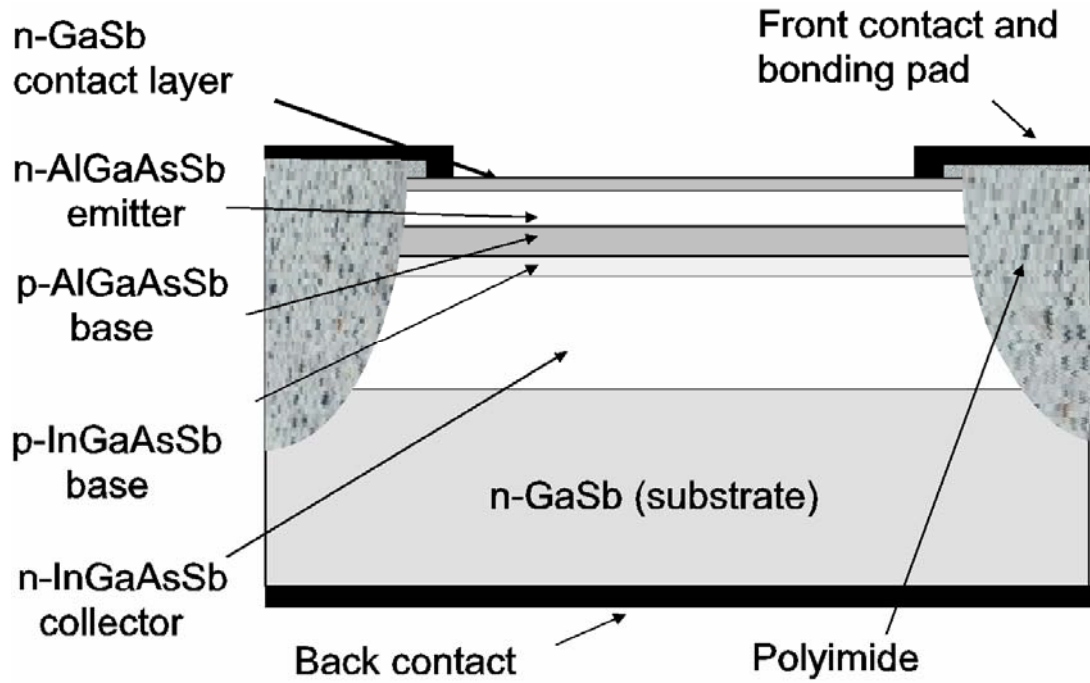 n-GaSb
contact layer
Front contact and
bonding pad
n-AlGaAsSb
emitter
p-AlGaAsSb
base
p-InGaAsSb
base
n-GaSb (substrate)
n-InGaAsSb
collector
Back contact
Polyimide